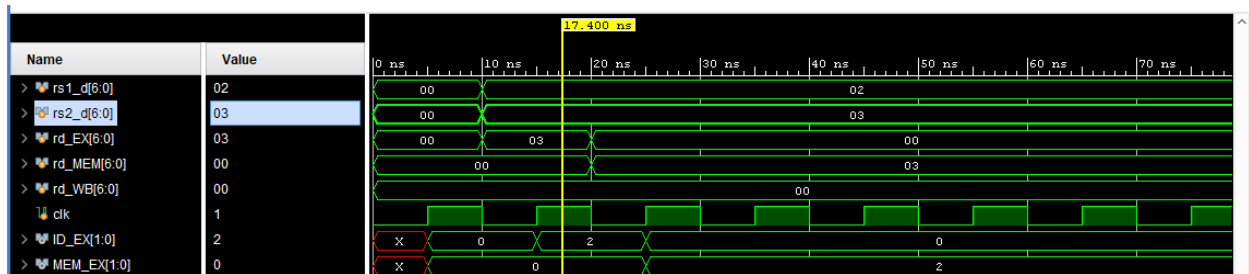 17.400 ns
Name Value
0 ns 10 ns 20 ns 30 ns 40 ns 50 ns 60 ns 70 ns
rs1_d[6:0] 02 00 02
rs2_d[6:0] 03 00 03
rd_EX[6:0] 03 00 03 00
rd_MEM[6:0] 00 00 03
rd_WB[6:0] 00 00
clk 1
ID_EX[1:0] 2 X 0 2 0
MEM_EX[1:0] 0 X 0 2